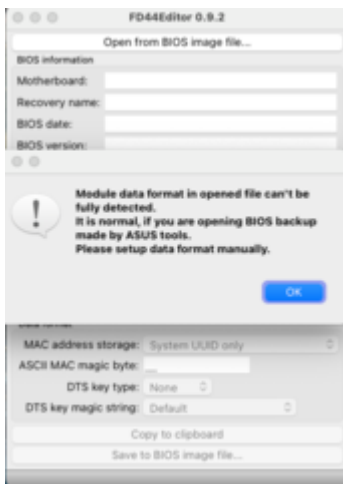 FD44Editor 0.9.2
Open from BIOS image file...
BIOS information
Motherboard:
Recovery name:
BIOS date:
BIOS version:
Module data format in opened file can't be
fully detected.
It is normal, if you are opening BIOS backup
made by ASUS tools.
Please setup data format manually.
OK
Data format
MAC address storage: System UUID only
ASCII MAC magic byte: __
DTS key type: None
DTS key magic string: Default
Copy to clipboard
Save to BIOS image file...